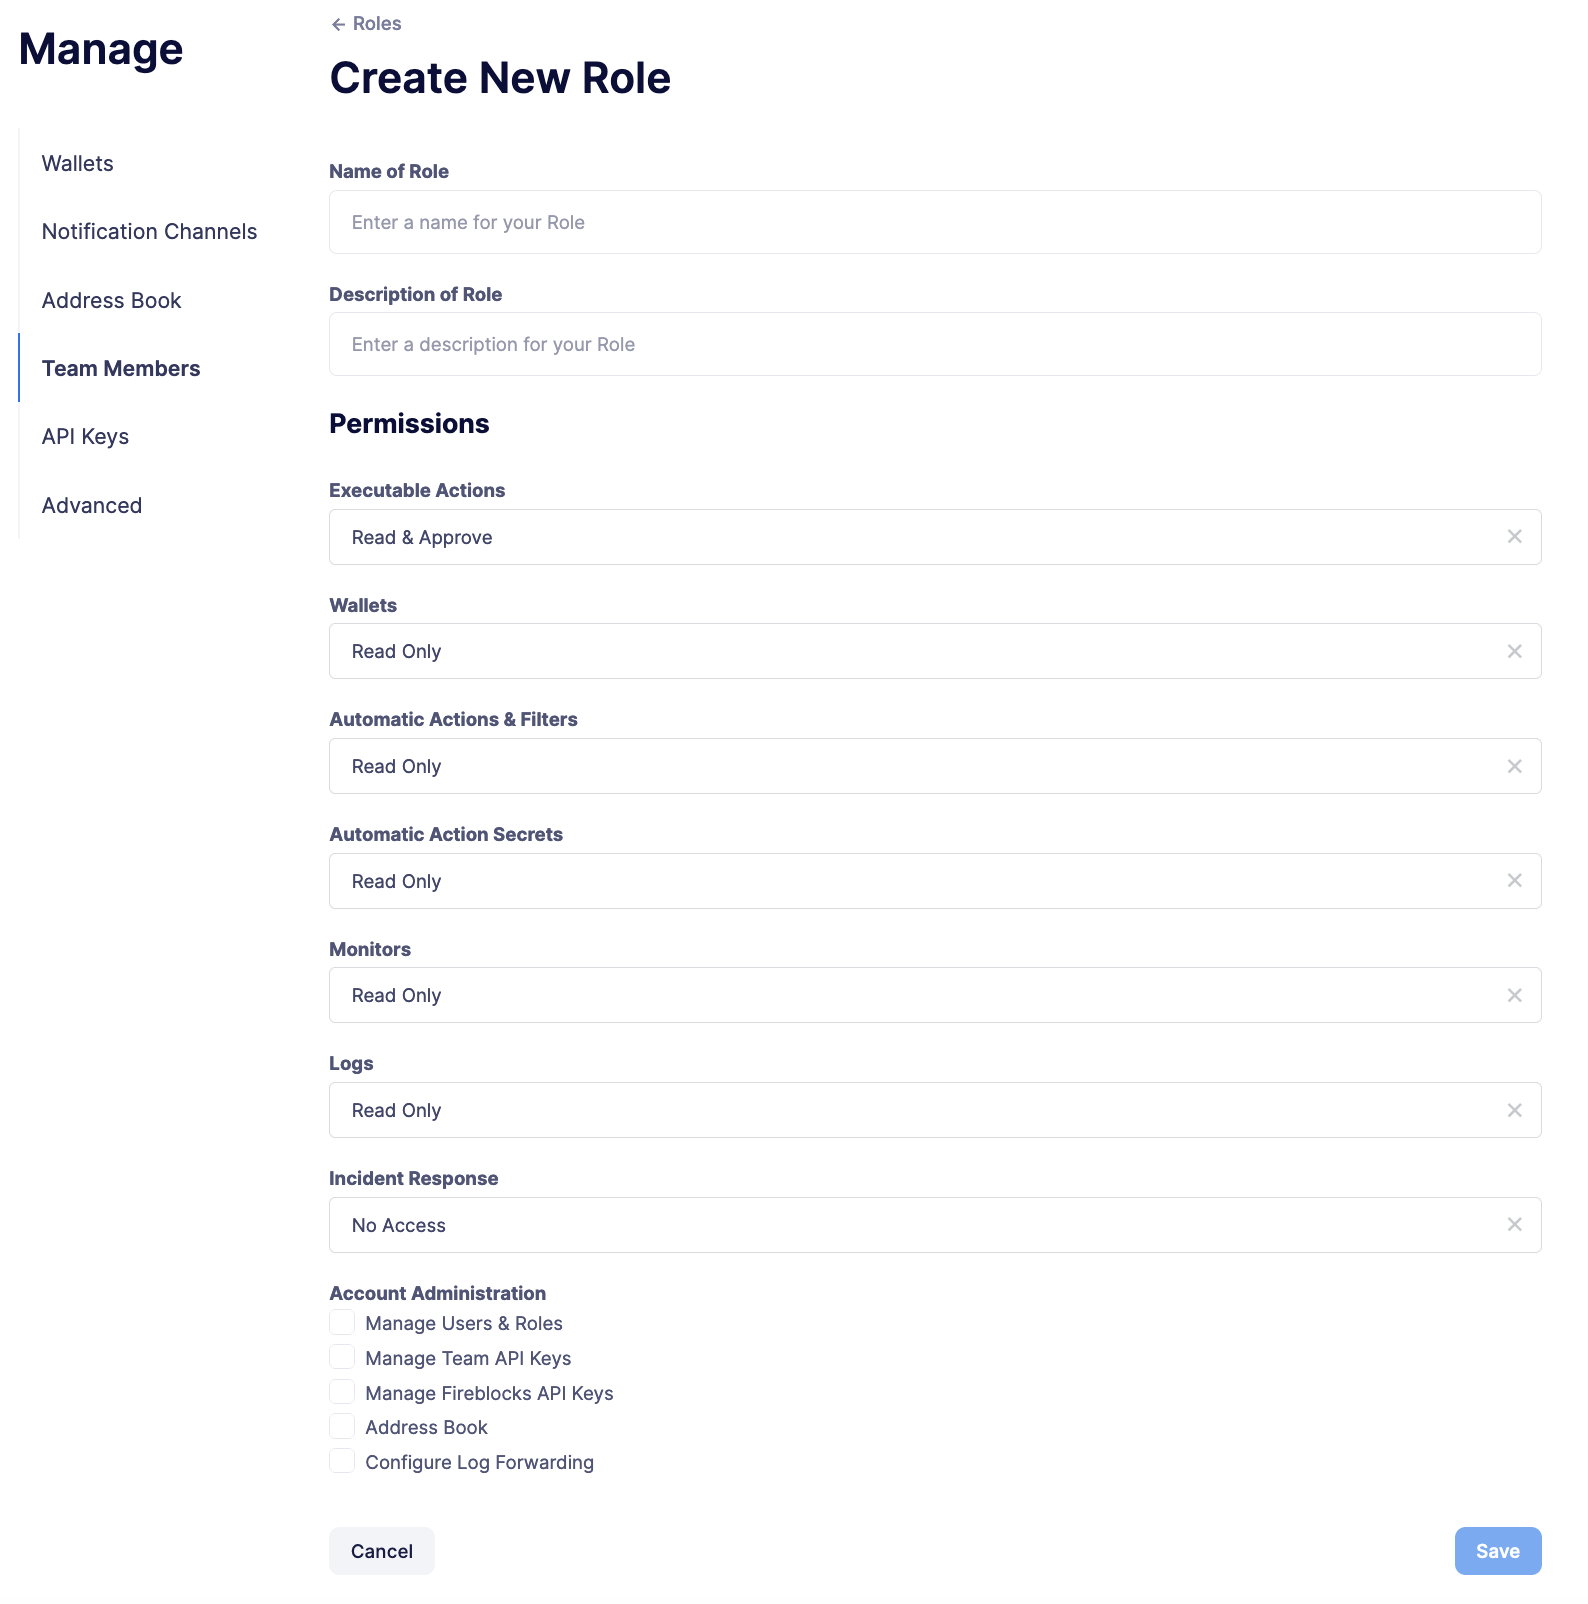 Manage
Wallets
Notification Channels
Address Book
Team Members
API Keys
Advanced
← Roles
Create New Role
Name of Role
Enter a name for your Role
Description of Role
Enter a description for your Role
Permissions
Executable Actions
Read & Approve
Wallets
Read Only
Automatic Actions & Filters
Read Only
Automatic Action Secrets
Read Only
Monitors
Read Only
Logs
Read Only
Incident Response
No Access
Account Administration
Manage Users & Roles
Manage Team API Keys
Manage Fireblocks API Keys
Address Book
Configure Log Forwarding
Cancel
Save